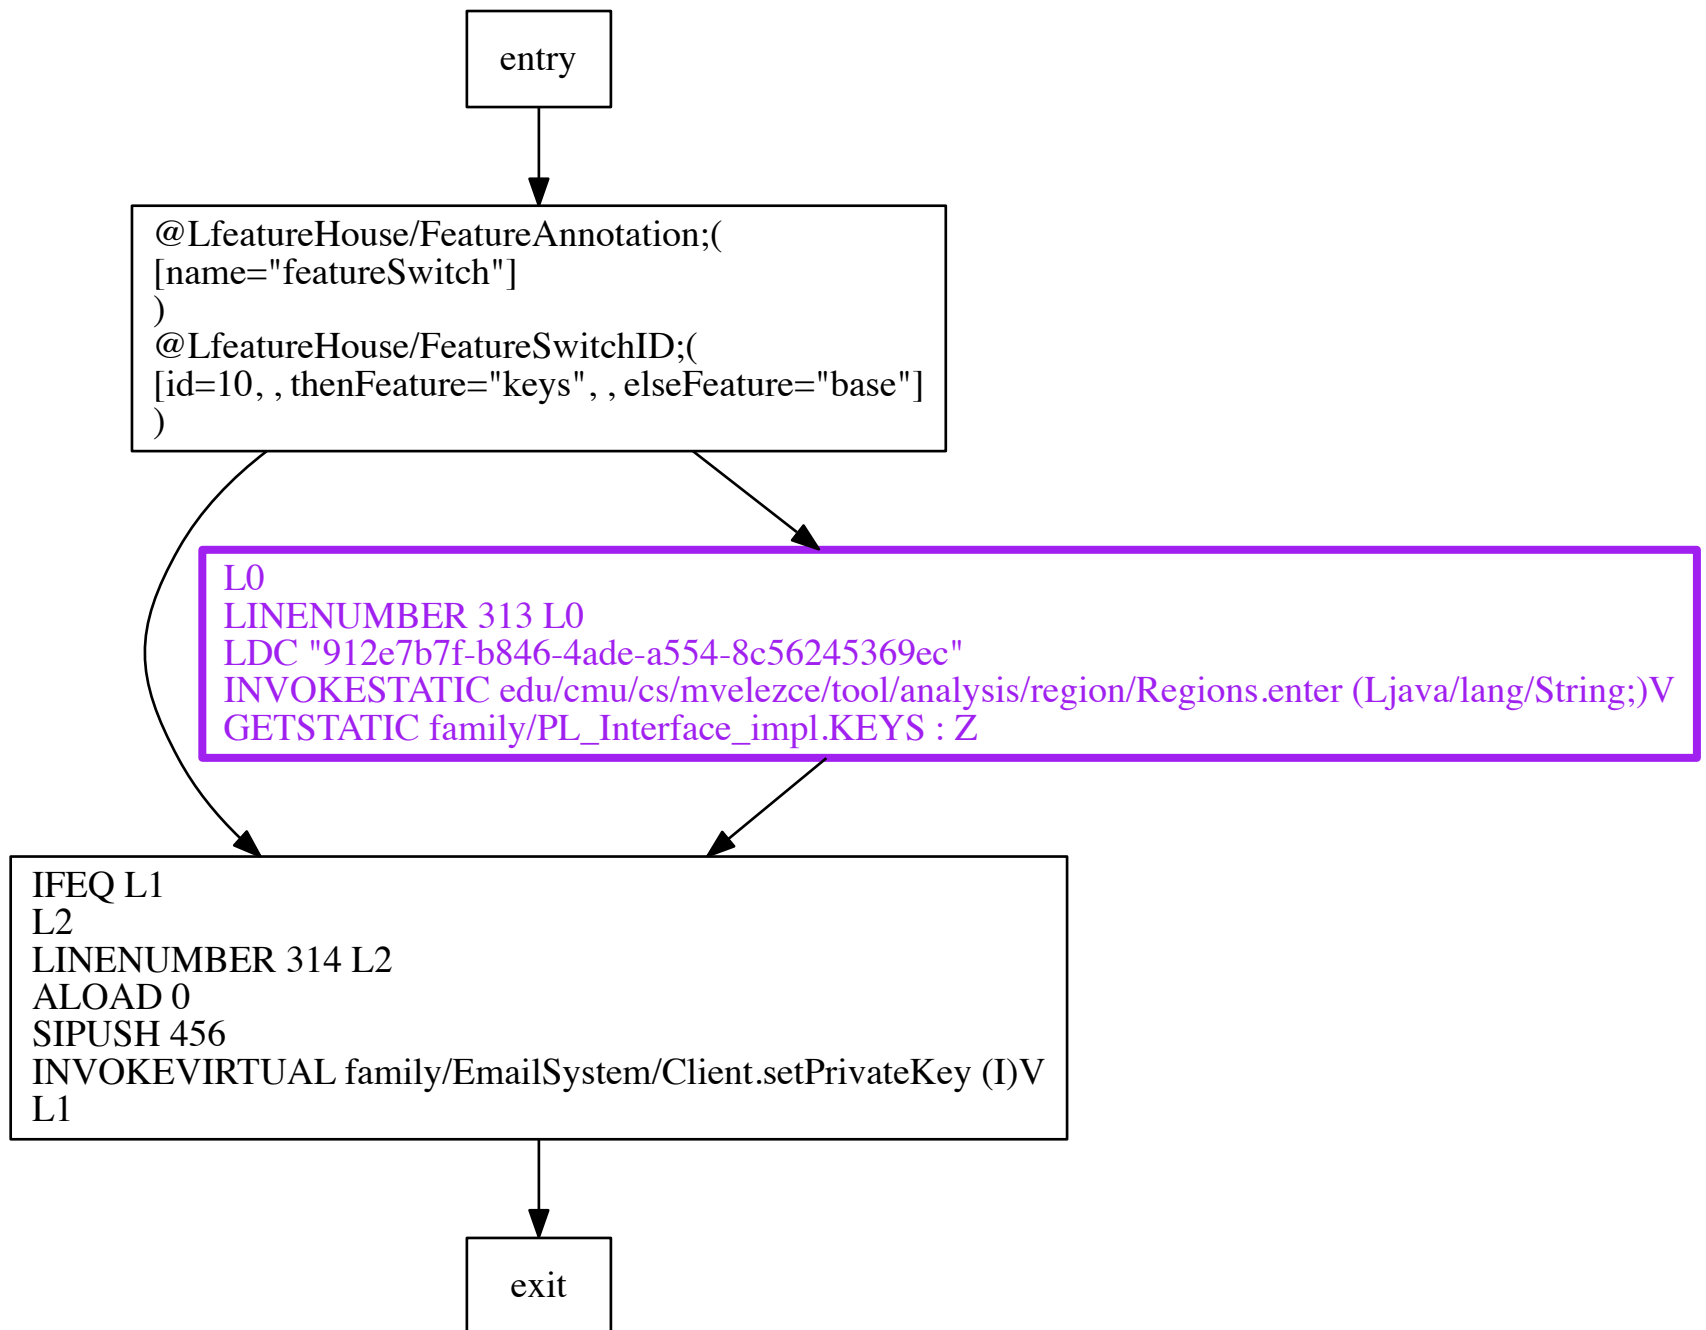 entry
@LfeatureHouse/FeatureAnnotation;(
[name="featureSwitch"]
)
@LfeatureHouse/FeatureSwitchID;(
[id=10, , thenFeature="keys", , elseFeature="base"]
)
L0
LINENUMBER 313 L0
LDC "912e7b7f-b846-4ade-a554-8c56245369ec"
INVOKESTATIC edu/cmu/cs/mvelezce/tool/analysis/region/Regions.enter (Ljava/lang/String;)V
GETSTATIC family/PL_Interface_impl.KEYS : Z
IFEQ L1
L2
LINENUMBER 314 L2
ALOAD 0
SIPUSH 456
INVOKEVIRTUAL family/EmailSystem/Client.setPrivateKey (I)V
L1
exit